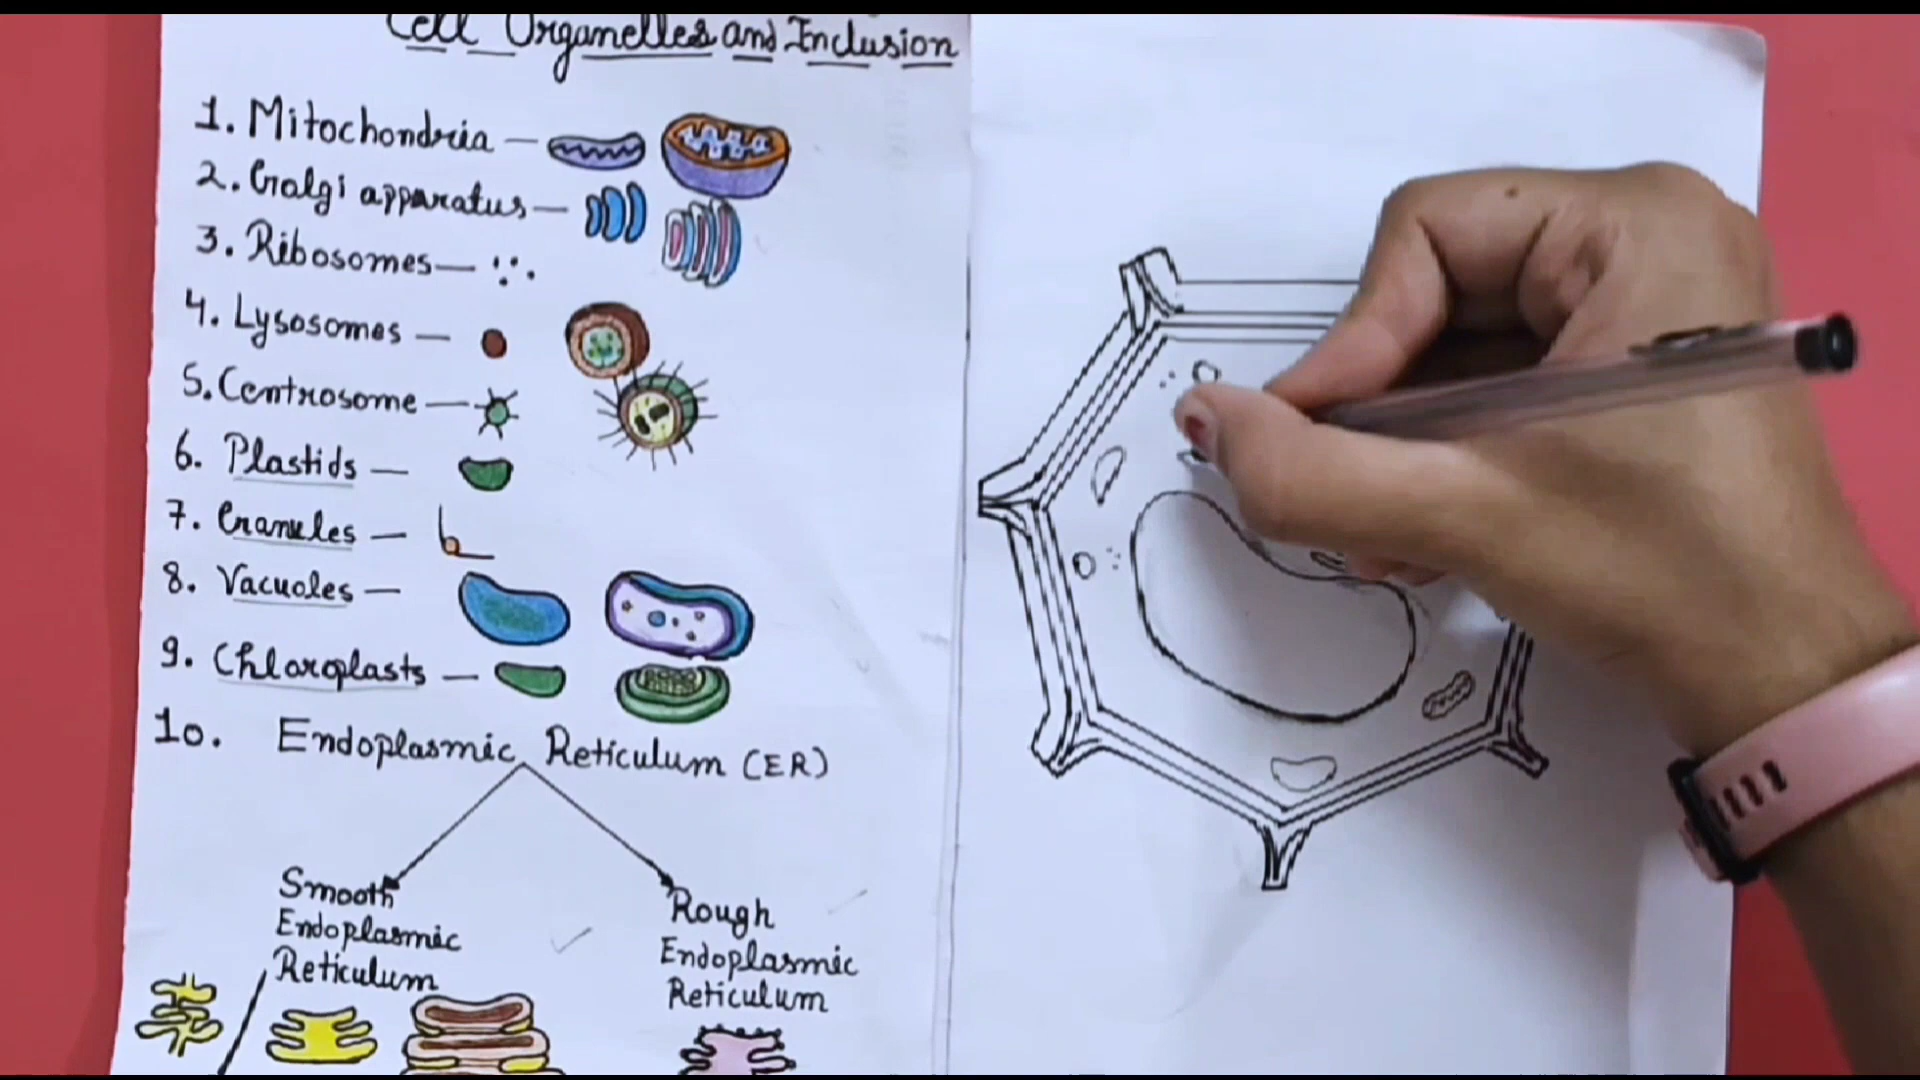 Cell Organelles and Inclusion
1. Mitochondria –
2. Golgi apparatus –
3. Ribosomes –
4. Lysosomes –
5. Centrosome –
6. Plastids –
7. Granules –
8. Vacuoles –
9. Chloroplasts –
10. Endoplasmic Reticulum (ER)
Smooth
Endoplasmic
Reticulum
Rough
Endoplasmic
Reticulum